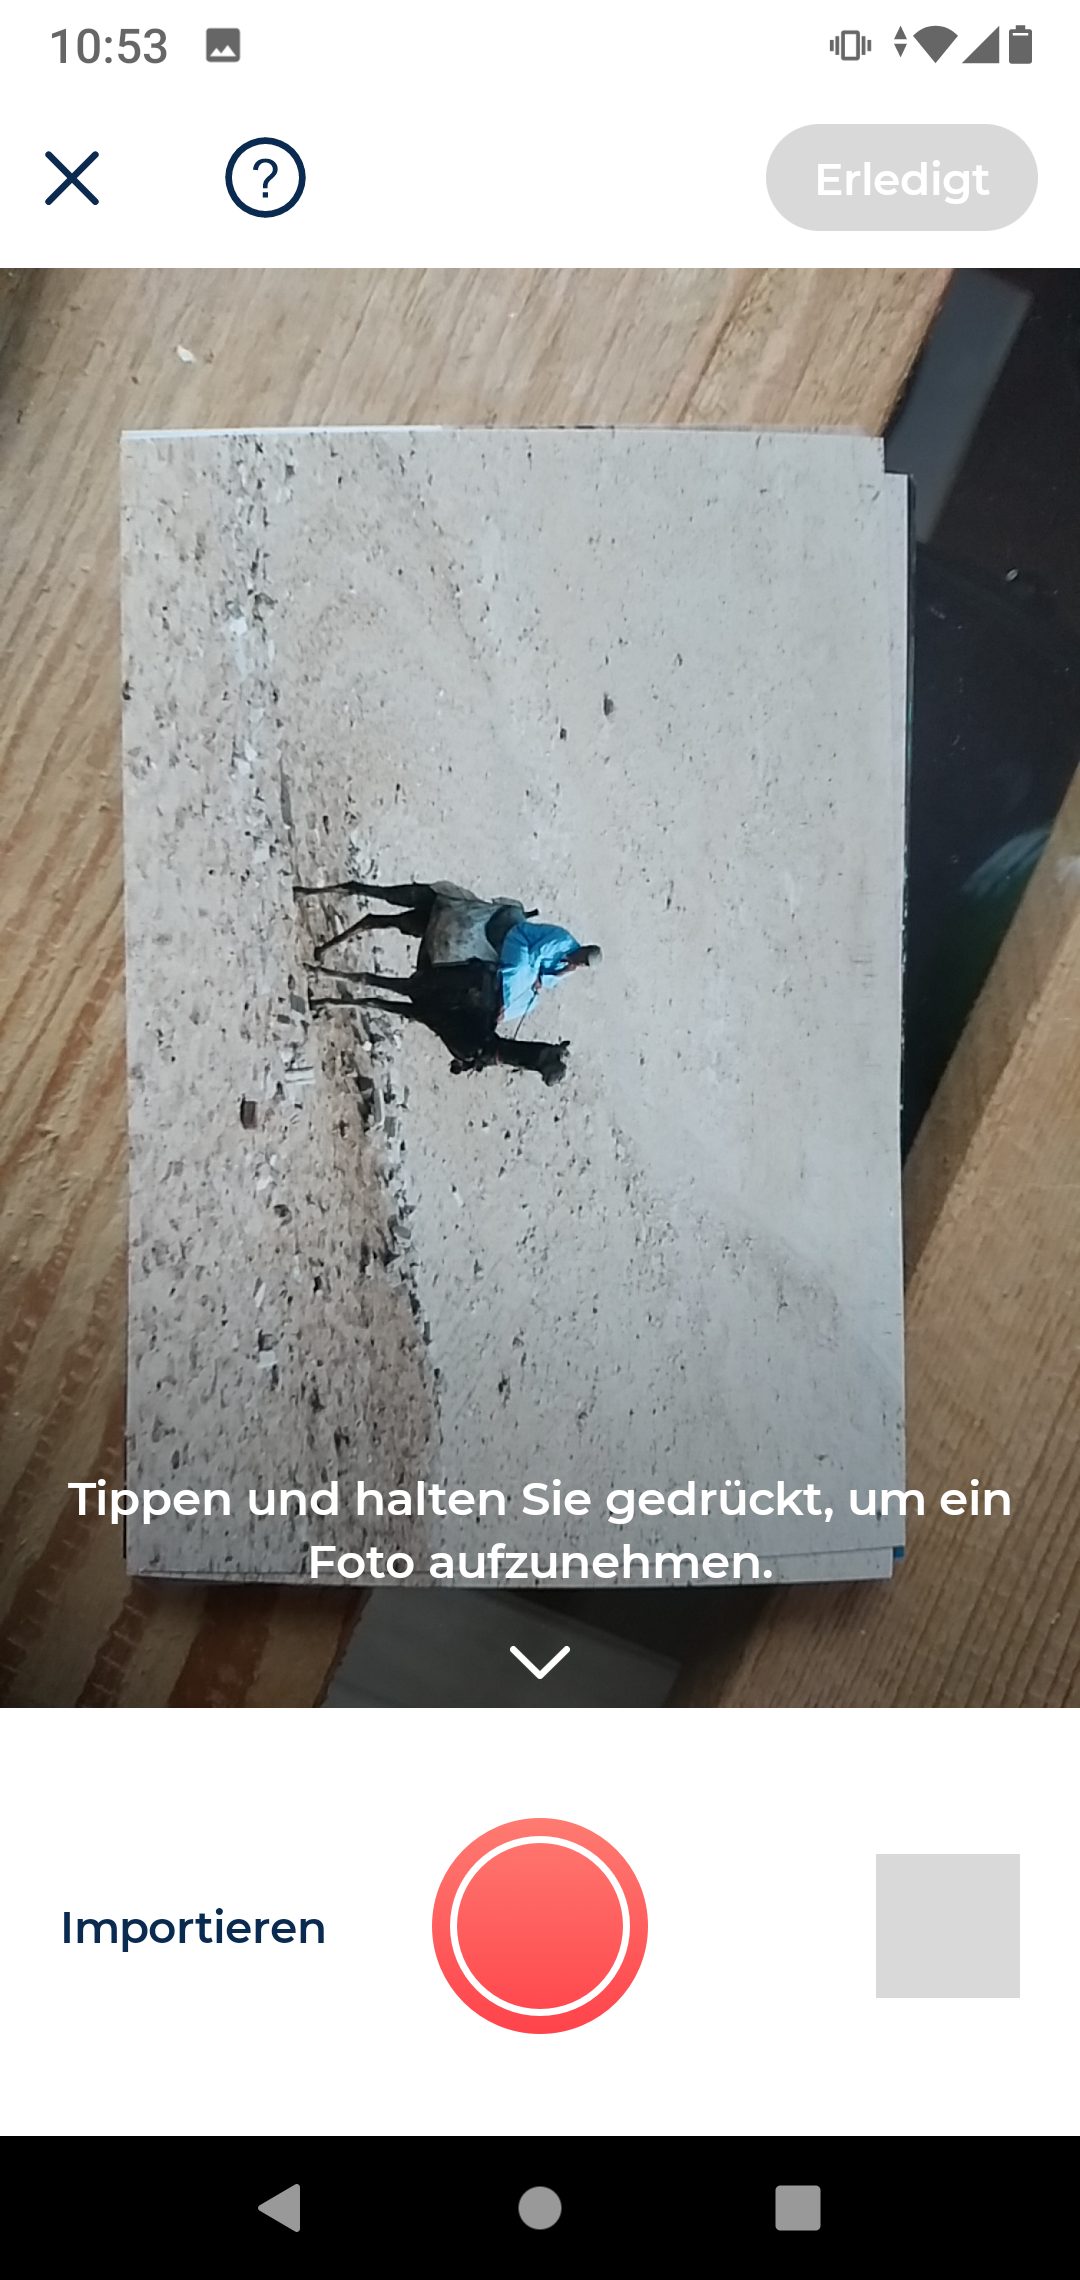 10:53
?
Erledigt
Tippen und halten Sie gedrückt, um ein
Foto aufzunehmen.
Importieren